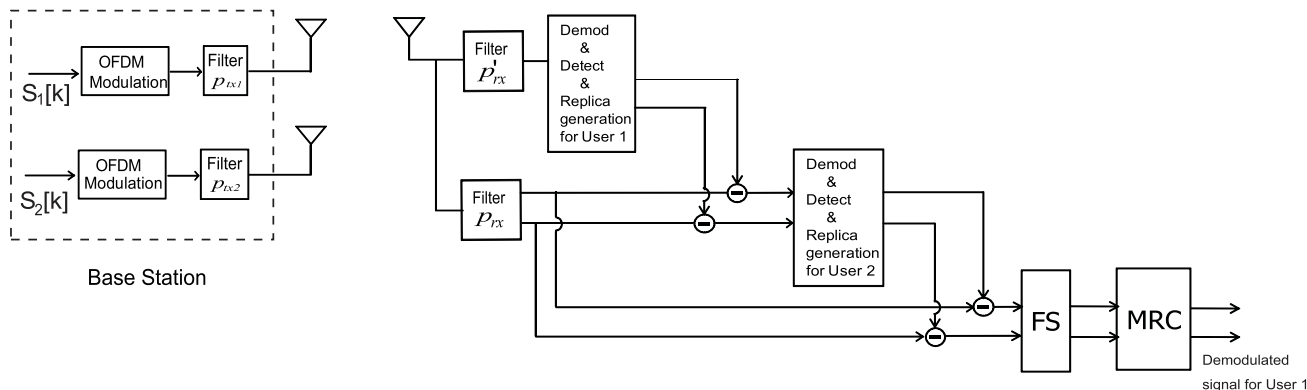 S1[k]
OFDM
Modulation
Filter
ptx1
S2[k]
OFDM
Modulation
Filter
ptx2
Base Station
Filter
p'rx
Demod
&
Detect
&
Replica
generation
for User 1
Filter
prx
Demod
&
Detect
&
Replica
generation
for User 2
FS
MRC
Demodulated
signal for User 1